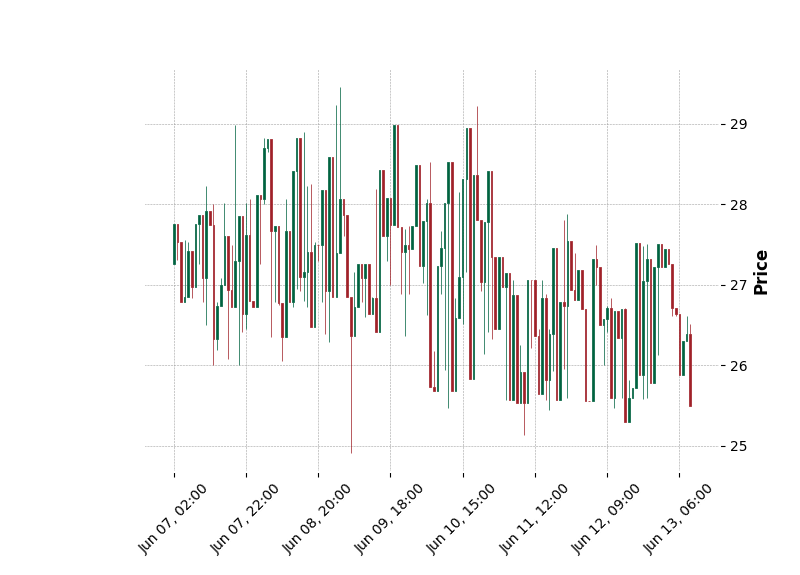 29
28
27
26
25
Price
Jun 07, 02:00
Jun 07, 22:00
Jun 08, 20:00
Jun 09, 18:00
Jun 10, 15:00
Jun 11, 12:00
Jun 12, 09:00
Jun 13, 06:00